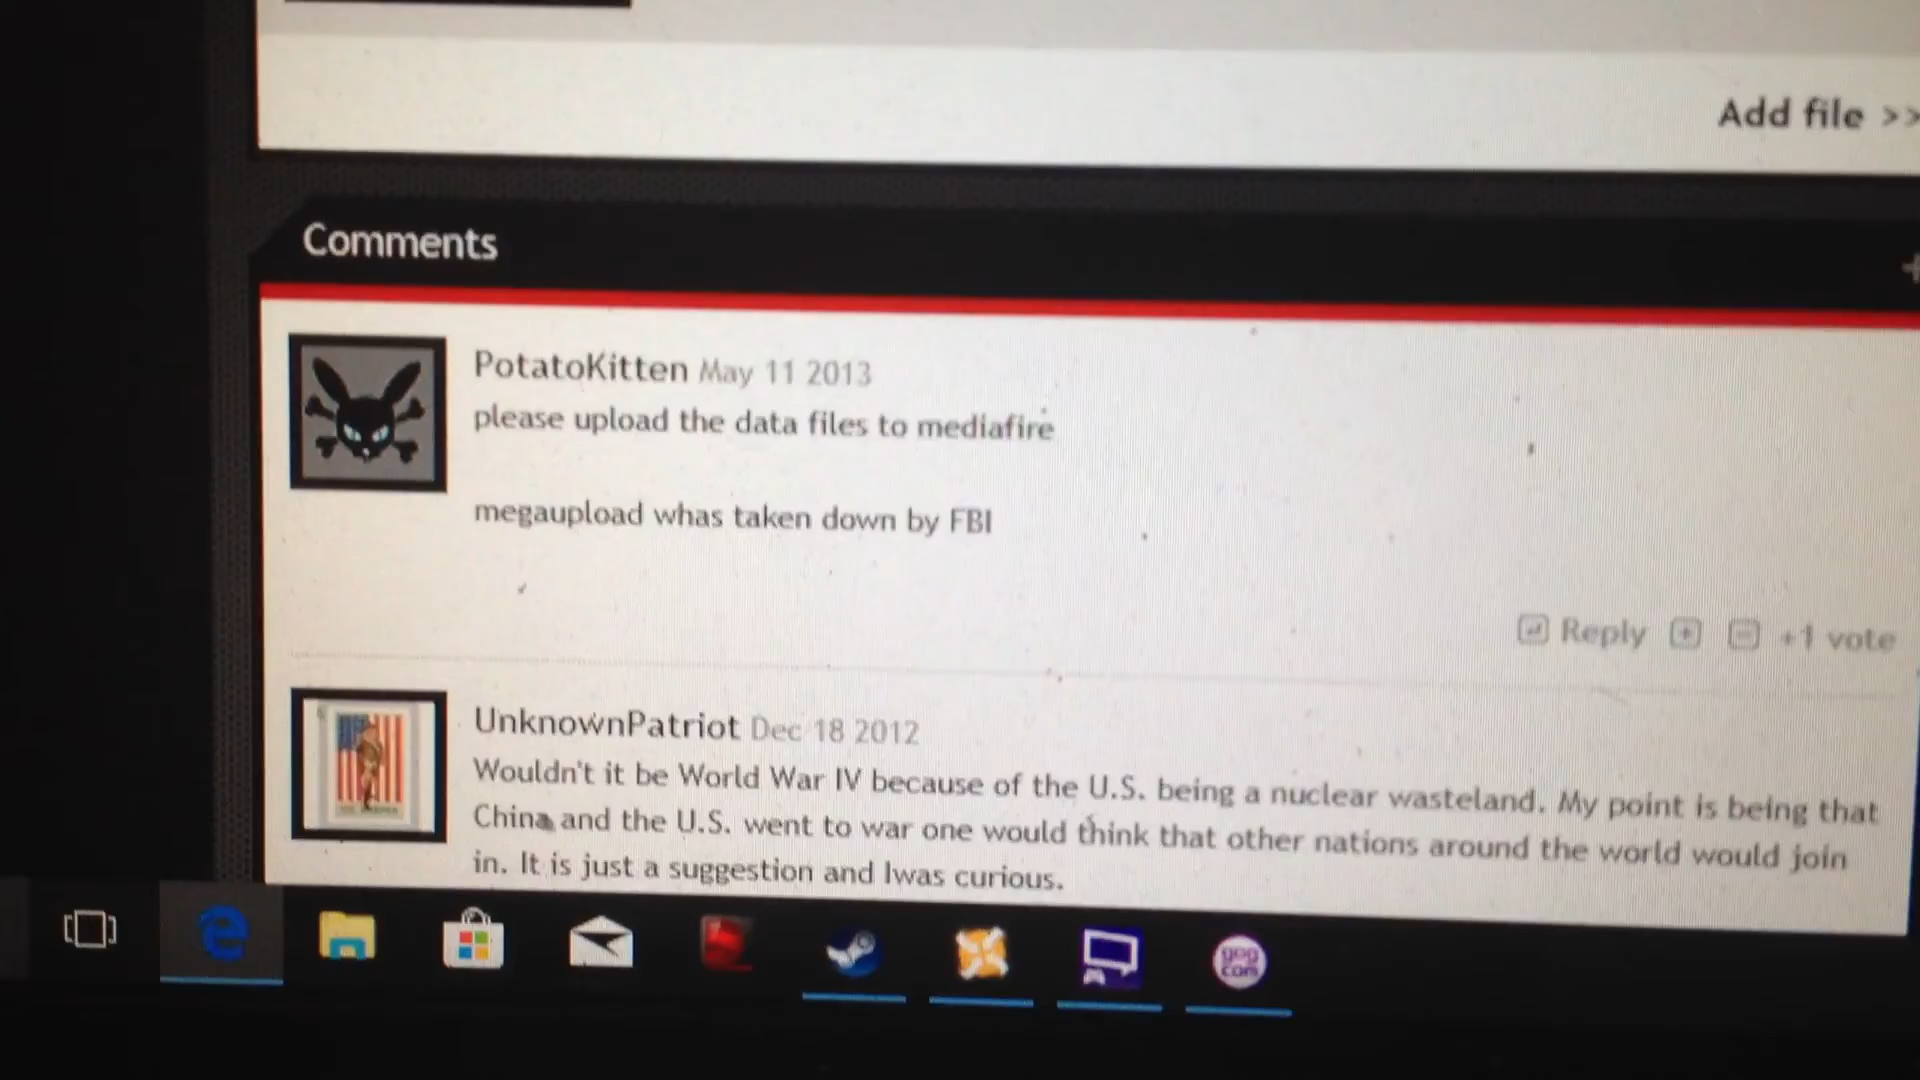 Add file >>
Comments
PotatoKitten May 11 2013
please upload the data files to mediafire
megaupload whas taken down by FBI
Reply +1 vote
UnknownPatriot Dec 18 2012
Wouldn't it be World War IV because of the U.S. being a nuclear wasteland. My point is being that
China and the U.S. went to war one would think that other nations around the world would join
in. It is just a suggestion and Iwas curious.
gog
com